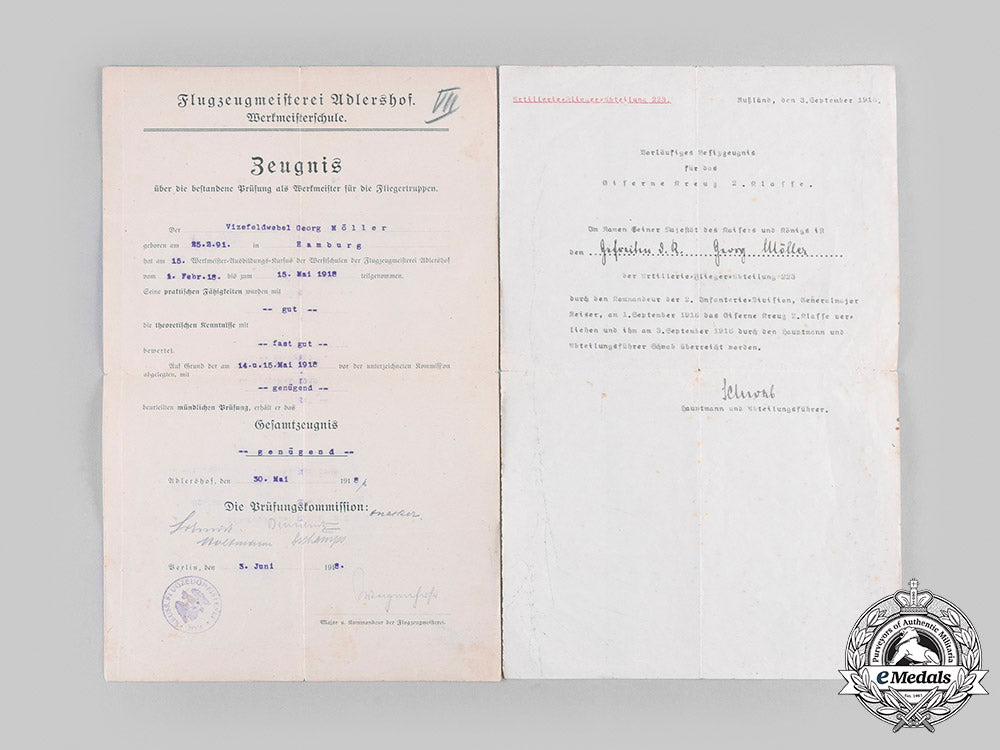 Flugzeugmeisterei Adlershof.
Werkmeisterschule.
VII
Zeugnis
über die bestandene Prüfung als Werkmeister für die Fliegertruppen.
Der Vizefeldwebel Georg Möller
geboren am 25.2.91. in Hamburg
hat am 15. Werkmeister-Ausbildungs-Kursus der Werftschulen der Flugzeugmeisterei Adlershof
vom 1. Febr.18. bis zum 15. Mai 1918 teilgenommen.
Seine praktischen Fähigkeiten wurden mit
-- gut --
die theoretischen Kenntnisse mit
-- fast gut --
bewertet.
Auf Grund der am 14.u.15.Mai 1918 vor der unterzeichneten Kommission
abgelegten, mit
-- genügend --
beurteilten mündlichen Prüfung, erhält er das
Gesamtzeugnis
-- genügend --
Adlershof, den 30. Mai 1918
Die Prüfungskommission:
Berlin, den 3. Juni 1918.
Major u. Kommandeur der Flugzeugmeisterei.
Artillerie-Flieger-Abteilung 223.
Rußland, den 3.September 1916.
Vorläufiges Besitzzeugnis
für das
Eiserne Kreuz 2. Klasse.
Im Namen Seiner Majestät des Kaisers und Königs ist
den Gefreiten d.R. Georg Möller
der Artillerie-Flieger-Abteilung-223
durch den Kommandeur der 2. Infanterie-Division, Generalmajor
Reiser, am 1.September 1916 das Eiserne Kreuz 2.Klasse ver-
liehen und ihm am 3.September 1916 durch den Hauptmann und
Abteilungsführer Schwab überreicht worden.
Schwab
Hauptmann und Abteilungsführer.
Purveyors of Authentic Militaria
eMedals